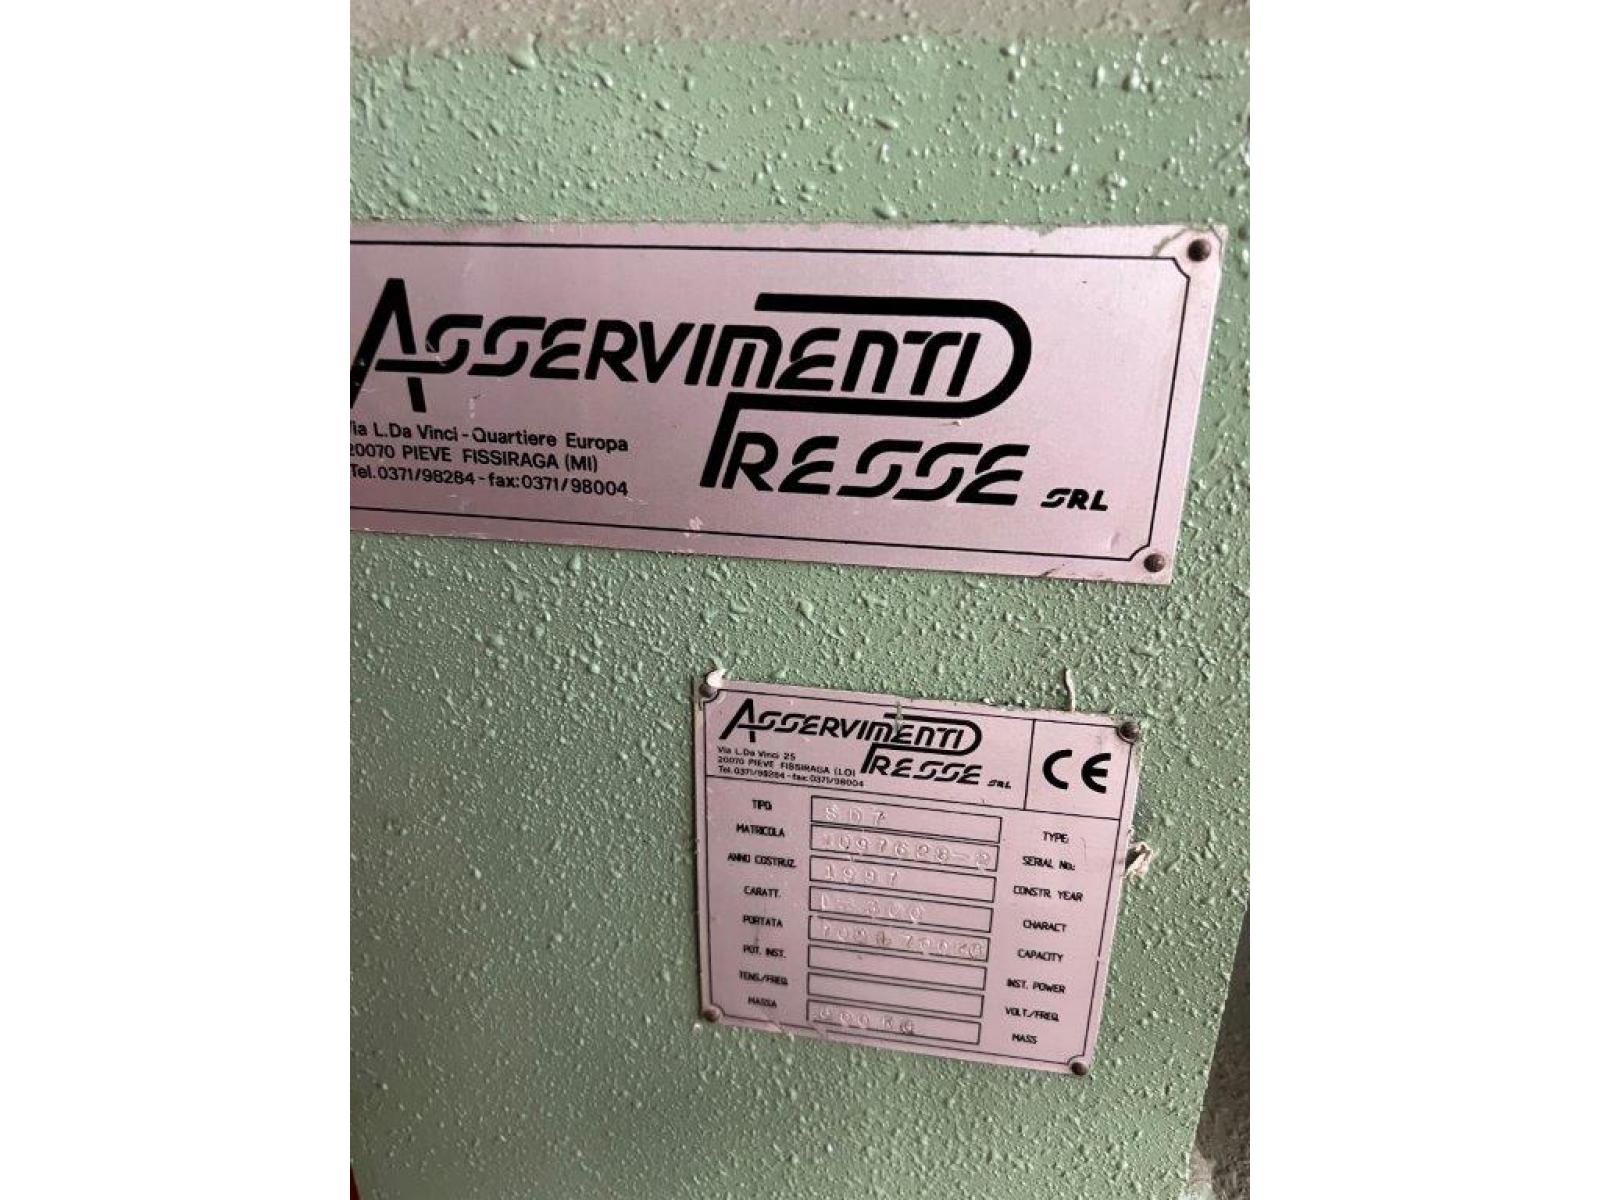 ASSERVIMENTI
PRESSE SRL
Via L.Da Vinci - Quartiere Europa
20070 PIEVE FISSIRAGA (MI)
Tel.0371/98284 - fax:0371/98004
ASSERVIMENTI
PRESSE SRL
Via L.Da Vinci 25
20070 PIEVE FISSIRAGA (LO)
Tel. 0371/98284 - fax: 0371/98004
CE
TIPO: SD7 TYPE:
MATRICOLA 1097628-2 SERIAL No.:
ANNO COSTRUZ. 1997 CONSTR. YEAR
CARATT. CHARACT
PORTATA CAPACITY
POT. INST. INST. POWER
TENS./FREQ. VOLT./FREQ.
MASSA MASS